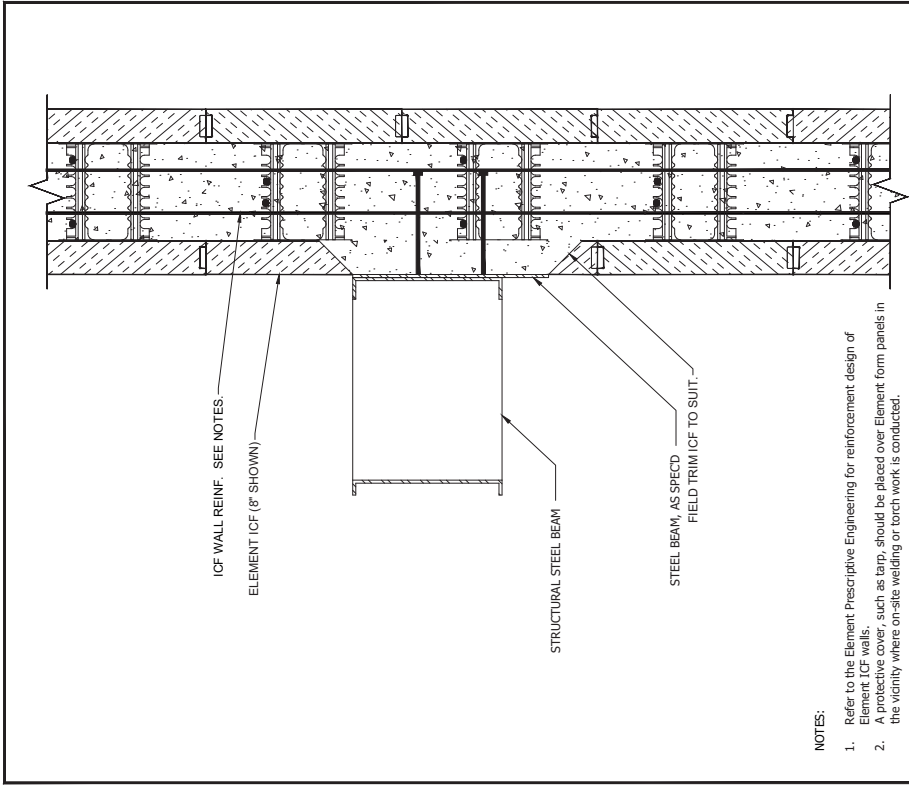 ICF WALL REINF. SEE NOTES.
ELEMENT ICF (8" SHOWN)
STRUCTURAL STEEL BEAM
STEEL BEAM, AS SPEC'D
FIELD TRIM ICF TO SUIT.
NOTES:
1. Refer to the Element Prescriptive Engineering for reinforcement design of
Element ICF walls.
2. A protective cover, such as tarp, should be placed over Element form panels in
the vicinity where on-site welding or torch work is conducted.